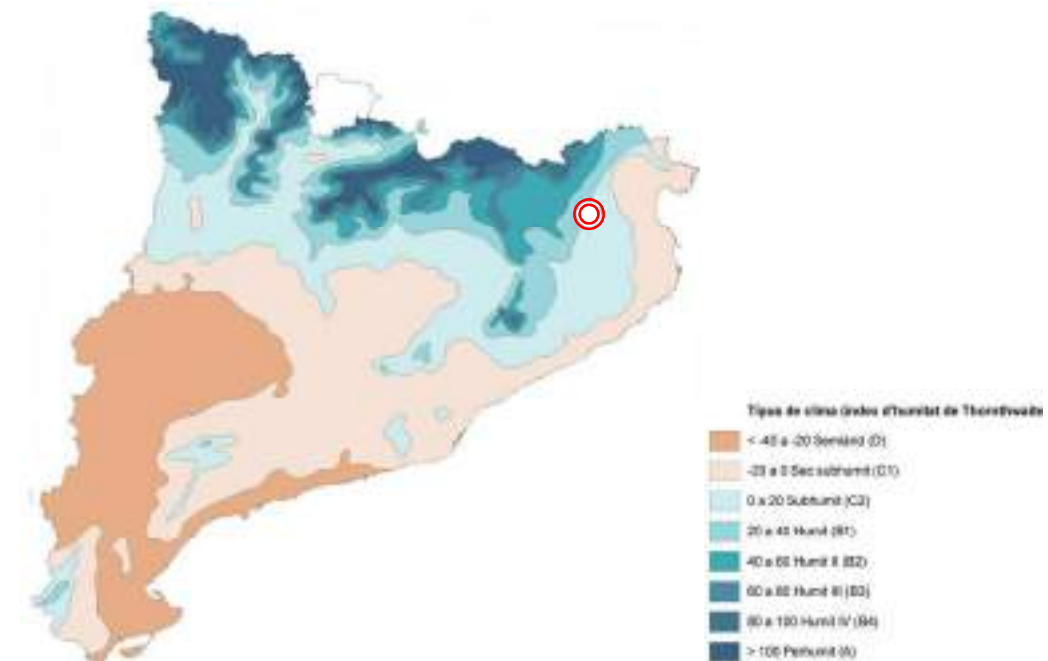 Tipus de clima (índex d'humitat de Thornthwaite
< -40 a -20 Semiàrid (D)
-20 a 0 Sec subhumit (C1)
0 a 20 Subhumit (C2)
20 a 40 Humit (B1)
40 a 60 Humit II (B2)
60 a 80 Humit III (B3)
80 a 100 Humit IV (B4)
> 100 Perhumit (A)